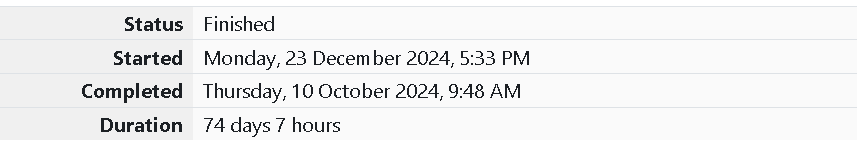 Status Finished
Started Monday, 23 December 2024, 5:33 PM
Completed Thursday, 10 October 2024, 9:48 AM
Duration 74 days 7 hours